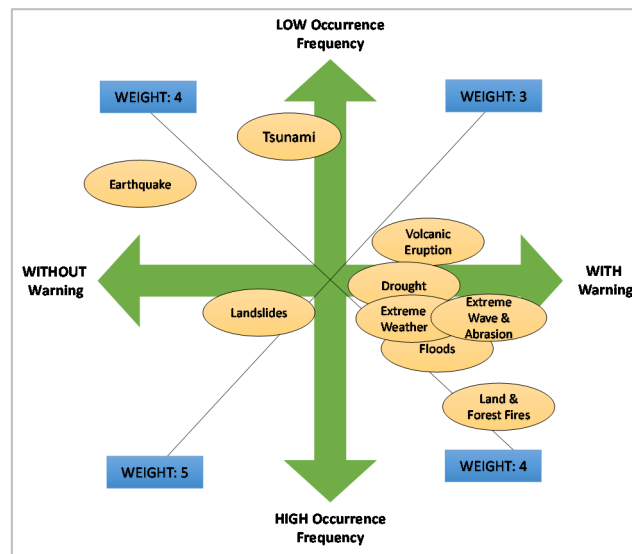 LOW Occurrence
Frequency
WEIGHT: 4
WEIGHT: 3
Tsunami
Earthquake
Volcanic
Eruption
WITHOUT
Warning
WITH
Warning
Drought
Landslides
Extreme
Weather
Extreme
Wave &
Abrasion
Floods
Land &
Forest Fires
WEIGHT: 5
WEIGHT: 4
HIGH Occurrence
Frequency